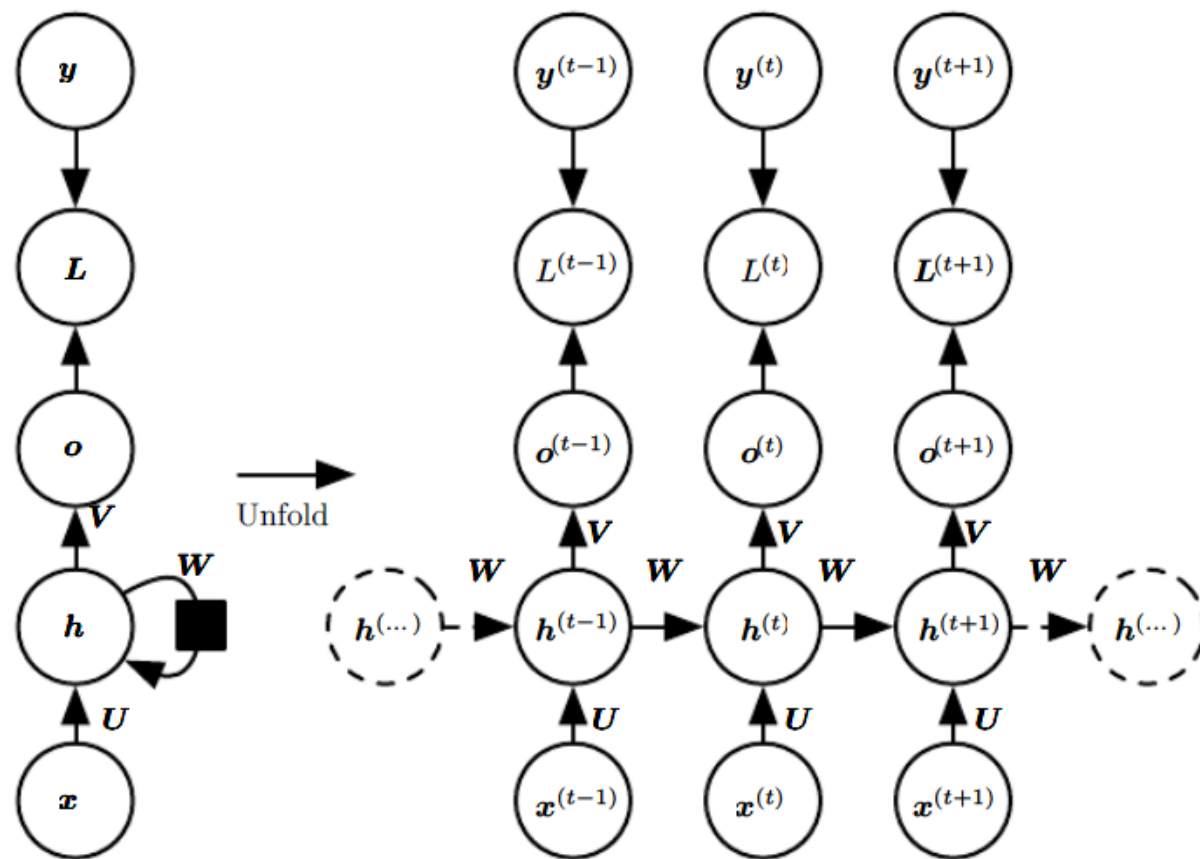 y y^(t−1) y^(t) y^(t+1)
L L^(t−1) L^(t) L^(t+1)
o o^(t−1) o^(t) o^(t+1)
Unfold
V V V V
W W W W W
h h^(...) h^(t−1) h^(t) h^(t+1) h^(...)
U U U U
x x^(t−1) x^(t) x^(t+1)